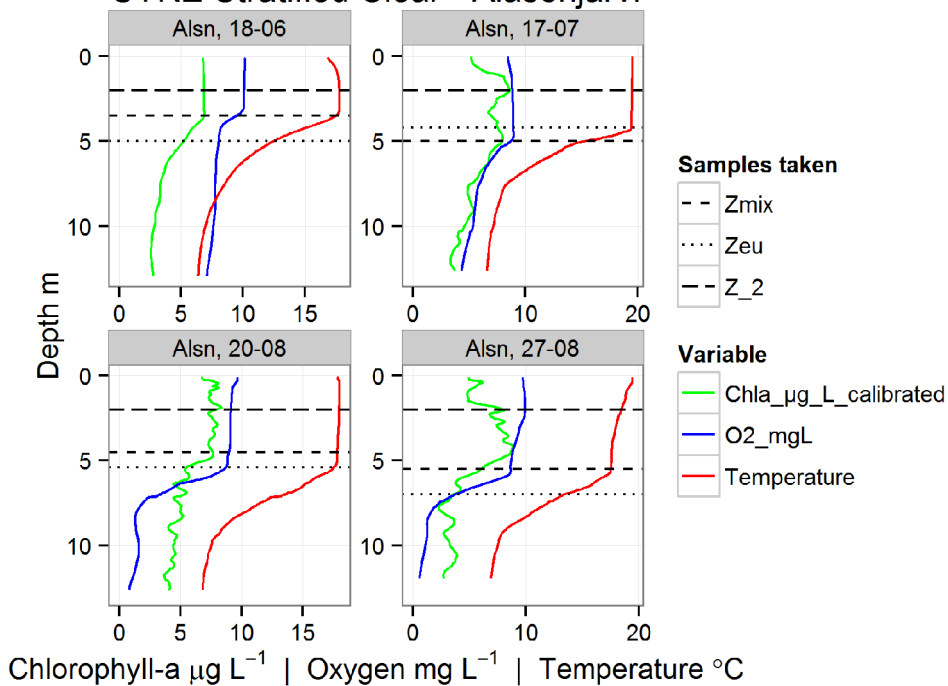 Alsn, 18-06
Alsn, 17-07
0
5
10
0 5 10 15
0 10 20
Alsn, 20-08
Alsn, 27-08
0
5
10
0 5 10 15
0 10 20
Depth m
Chlorophyll-a μg L⁻¹ | Oxygen mg L⁻¹ | Temperature °C
Samples taken
Zmix
Zeu
Z_2
Variable
Chla_μg_L_calibrated
O2_mgL
Temperature